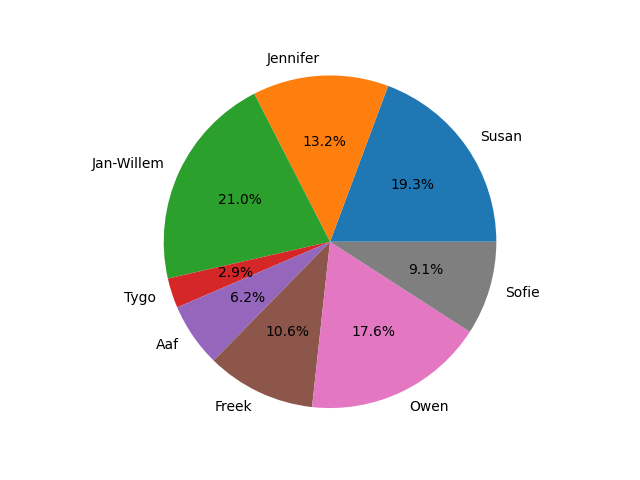 Jennifer
Susan
13.2%
Jan-Willem
19.3%
21.0%
2.9%
9.1%
Tygo
6.2%
Sofie
10.6%
17.6%
Aaf
Freek
Owen